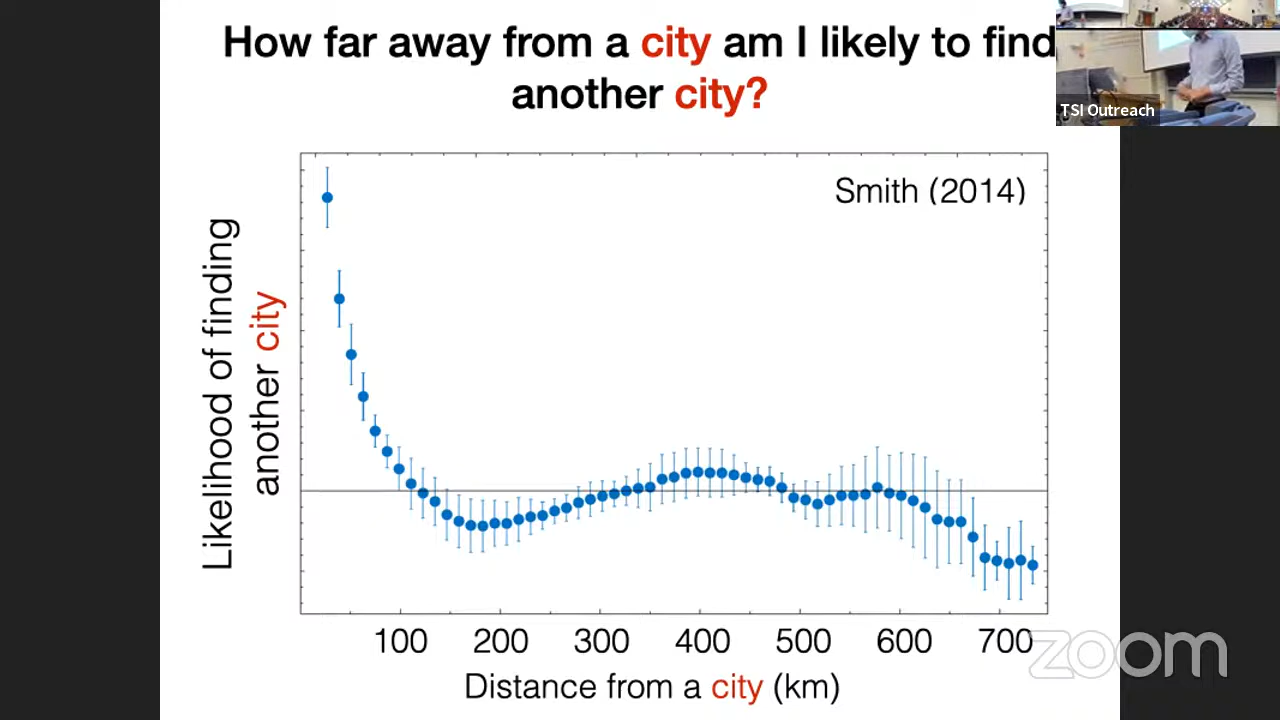 How far away from a city am I likely to find
another city?
TSI Outreach
Smith (2014)
Likelihood of finding
another city
100 200 300 400 500 600 700
Distance from a city (km)
zoom